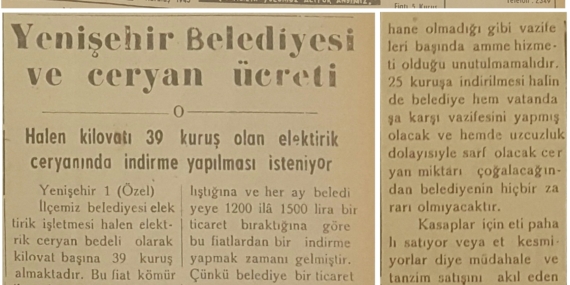 Yenişehir Belediyesi
ve ceryan ücreti
Halen kilovatı 39 kuruş olan elektirik
ceryanında indirme yapılması isteniyor
Yenişehir 1 (Özel)
İlçemiz belediyesi elek
tirik işletmesi halen elekt-
rik ceryan bedeli olarak
kilovat başına 39 kuruş
almaktadır. Bu fiat kömür
lıştığına ve her ay beledi
yeye 1200 ilâ 1500 lira bir
ticaret bıraktığına göre
bu fiatlardan bir indirme
yapmak zamanı gelmiştir.
Çünkü belediye bir ticaret
hane olmadığı gibi vazife
leri başında amme hizme-
ti olduğu unutulmamalıdır.
25 kuruşa indirilmesi halin
de belediye hem vatanda
şa karşı vazifesini yapmış
olacak ve hemde uzcuzluk
dolayısiyle sarf olacak cer
yan miktarı çoğalacağın-
dan belediyenin hiçbir za
rarı olmıyacaktır.
Kasaplar için eti paha
lı satıyor veya et kesmi-
yorlar diye müdahale ve
tanzim satışını akıl eden